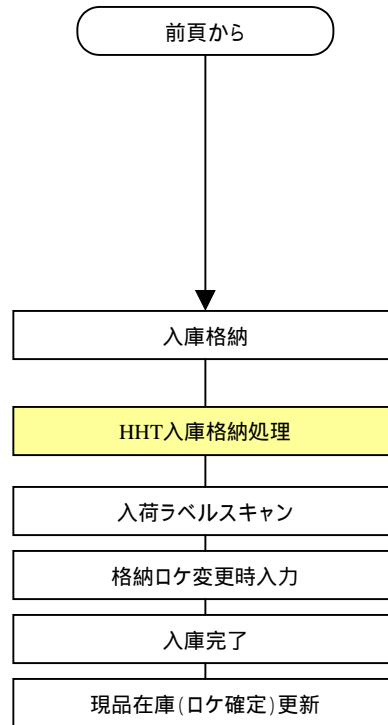 前頁から
入庫格納
HHT入庫格納処理
入荷ラベルスキャン
格納ロケ変更時入力
入庫完了
現品在庫(ロケ確定)更新